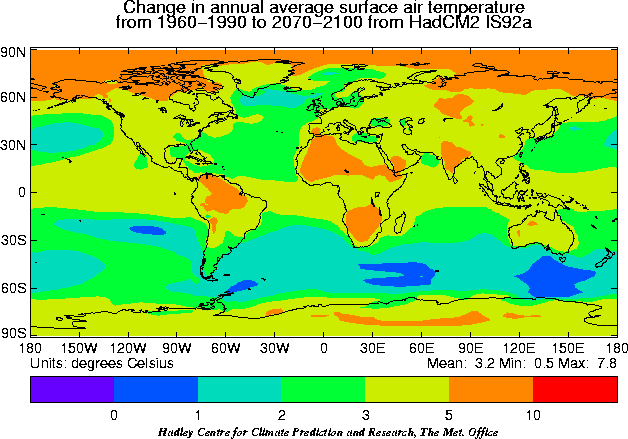 Change in annual average surface air temperature
from 1960-1990 to 2070-2100 from HadCM2 IS92a
90N
60N
30N
0
30S
60S
90S
180 150W 120W 90W 60W 30W 0 30E 60E 90E 120E 150E 180
Units: degrees Celsius Mean: 3.2 Min: 0.5 Max: 7.8
0 1 2 3 5 10
Hadley Centre for Climate Prediction and Research, The Met. Office